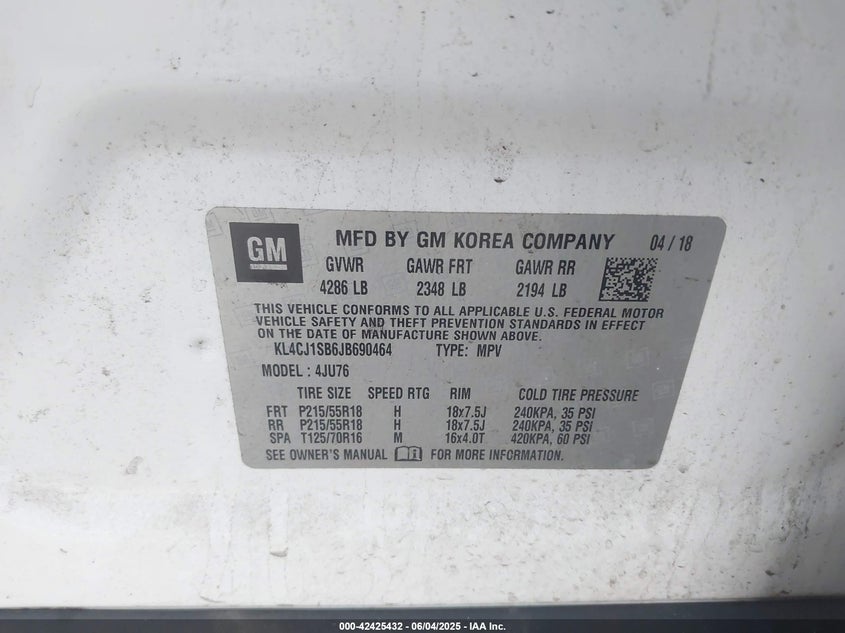 GM
MFD BY GM KOREA COMPANY 04 / 18
GVWR GAWR FRT GAWR RR
4286 LB 2348 LB 2194 LB
THIS VEHICLE CONFORMS TO ALL APPLICABLE U.S. FEDERAL MOTOR
VEHICLE SAFETY AND THEFT PREVENTION STANDARDS IN EFFECT
ON THE DATE OF MANUFACTURE SHOWN ABOVE.
KL4CJ1SB6JB690464 TYPE: MPV
MODEL : 4JU76
TIRE SIZE SPEED RTG RIM COLD TIRE PRESSURE
FRT P215/55R18 H 18x7.5J 240KPA, 35 PSI
RR P215/55R18 H 18x7.5J 240KPA, 35 PSI
SPA T125/70R16 M 16x4.0T 420KPA, 60 PSI
SEE OWNER'S MANUAL FOR MORE INFORMATION.
000-42425432 - 06/04/2025 - IAA Inc.